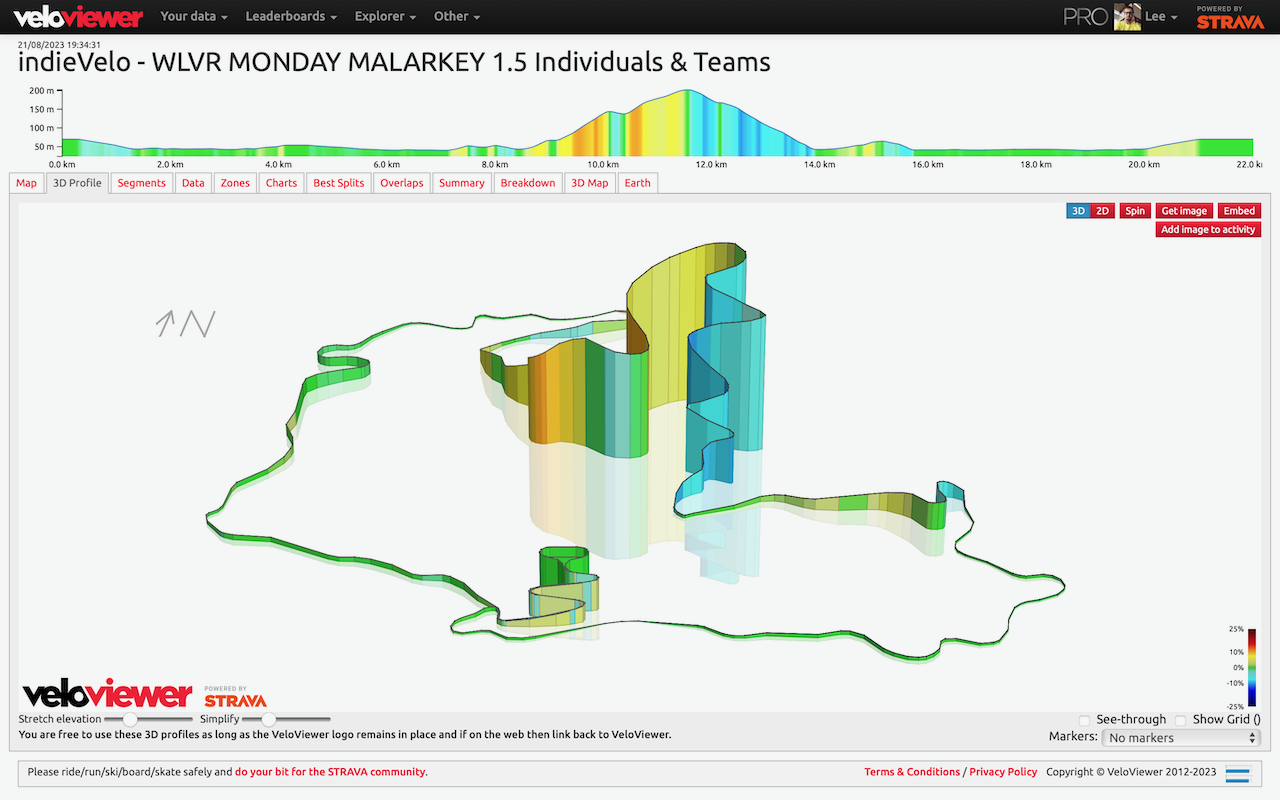 veloviewer Your data Leaderboards Explorer Other PRO Lee POWERED BY STRAVA
21/08/2023 19:34:31
indieVelo - WLVR MONDAY MALARKEY 1.5 Individuals & Teams
200 m
150 m
100 m
50 m
0.0 km 2.0 km 4.0 km 6.0 km 8.0 km 10.0 km 12.0 km 14.0 km 16.0 km 18.0 km 20.0 km 22.0 k
Map 3D Profile Segments Data Zones Charts Best Splits Overlaps Summary Breakdown 3D Map Earth
3D 2D Spin Get image Embed
Add image to activity
N
25%
10%
0%
-10%
-25%
veloviewer POWERED BY STRAVA
Stretch elevation Simplify See-through Show Grid ()
You are free to use these 3D profiles as long as the VeloViewer logo remains in place and if on the web then link back to VeloViewer. Markers: No markers
Please ride/run/ski/board/skate safely and do your bit for the STRAVA community. Terms & Conditions / Privacy Policy Copyright © VeloViewer 2012-2023